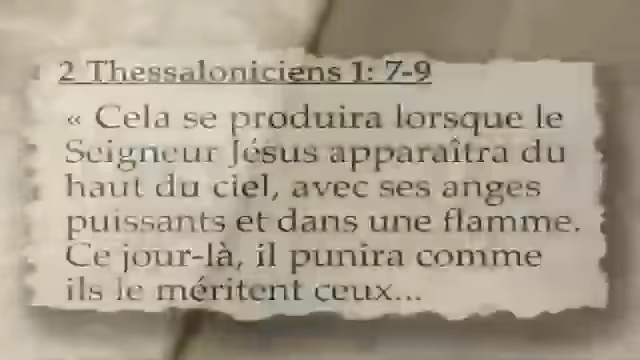 2 Thessaloniciens 1: 7-9
« Cela se produira lorsque le
Seigneur Jésus apparaîtra du
haut du ciel, avec ses anges
puissants et dans une flamme.
Ce jour-là, il punira comme
ils le méritent ceux...